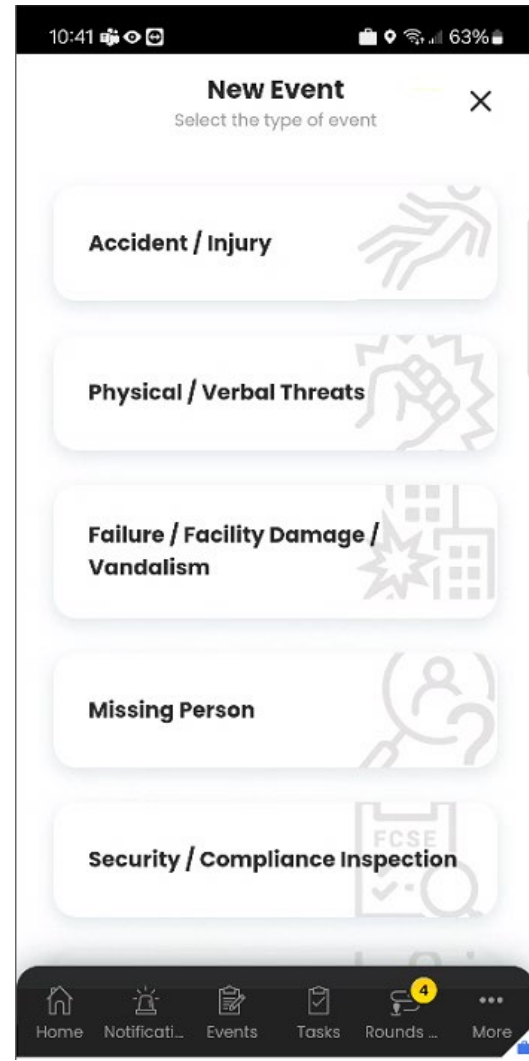 10:41 63%
New Event
Select the type of event
Accident / Injury
Physical / Verbal Threats
Failure / Facility Damage /
Vandalism
Missing Person
FCSE
Security / Compliance Inspection
4
Home Notificati... Events Tasks Rounds ... More